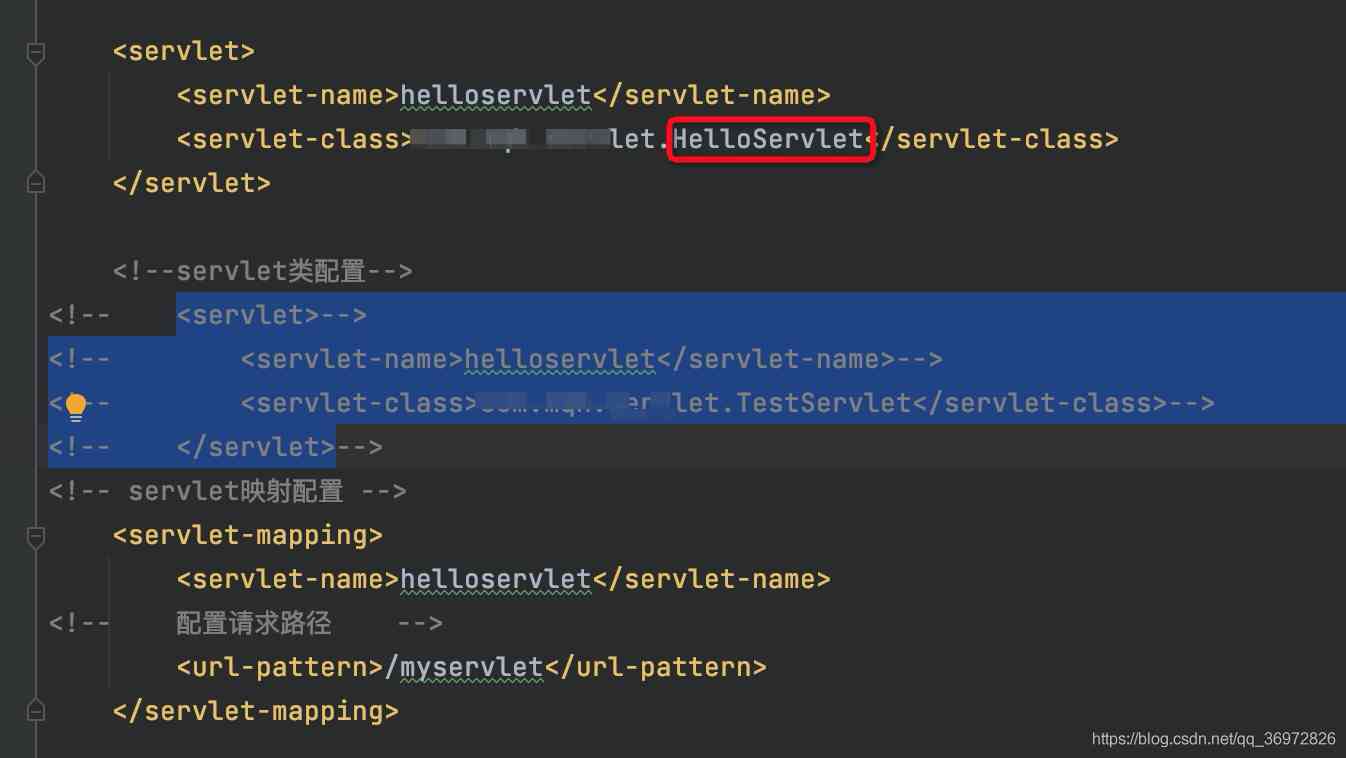 <servlet>
<servlet-name>helloservlet</servlet-name>
<servlet-class>let.HelloServlet</servlet-class>
</servlet>
<!--servlet类配置-->
<!-- <servlet>-->
<!-- <servlet-name>helloservlet</servlet-name>-->
<!-- <servlet-class>let.TestServlet</servlet-class>-->
<!-- </servlet>-->
<!-- servlet映射配置 -->
<servlet-mapping>
<servlet-name>helloservlet</servlet-name>
<!-- 配置请求路径 -->
<url-pattern>/myservlet</url-pattern>
</servlet-mapping>
https://blog.csdn.net/qq_36972826